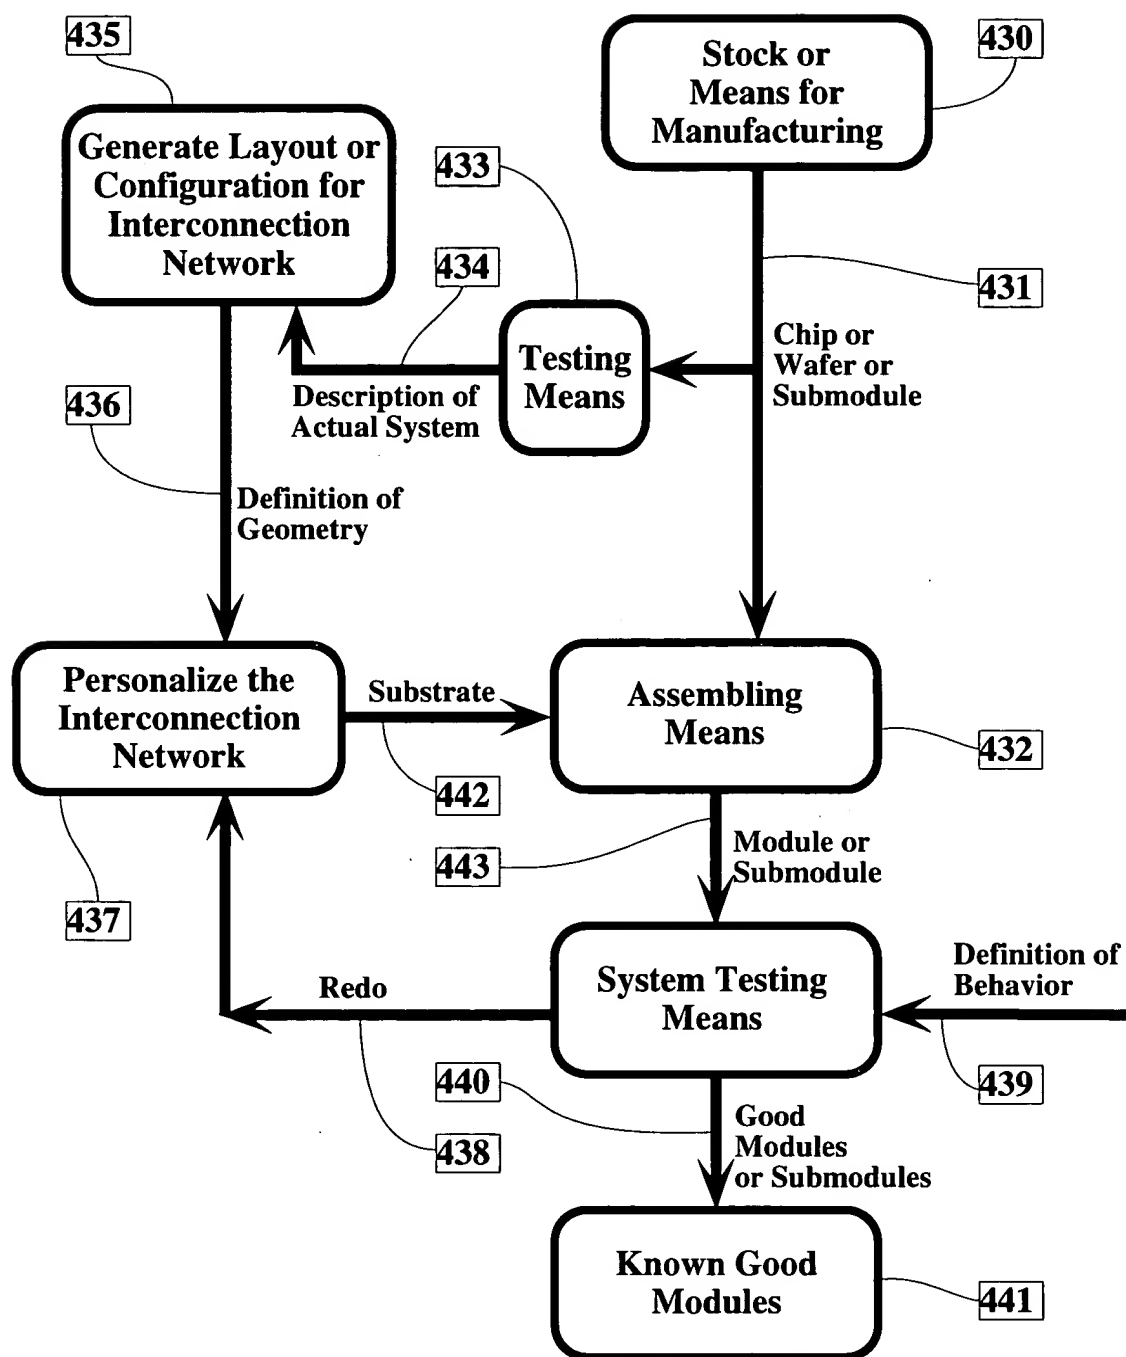 435
Stock or
Means for
Manufacturing
430
Generate Layout or
Configuration for
Interconnection
Network
433
434
431
Testing
Means
Chip or
Wafer or
Submodule
Description of
Actual System
436
Definition of
Geometry
Personalize the
Interconnection
Network
Substrate
Assembling
Means
432
442
443
Module or
Submodule
437
System Testing
Means
Definition of
Behavior
Redo
440
439
438
Good
Modules
or Submodules
Known Good
Modules
441